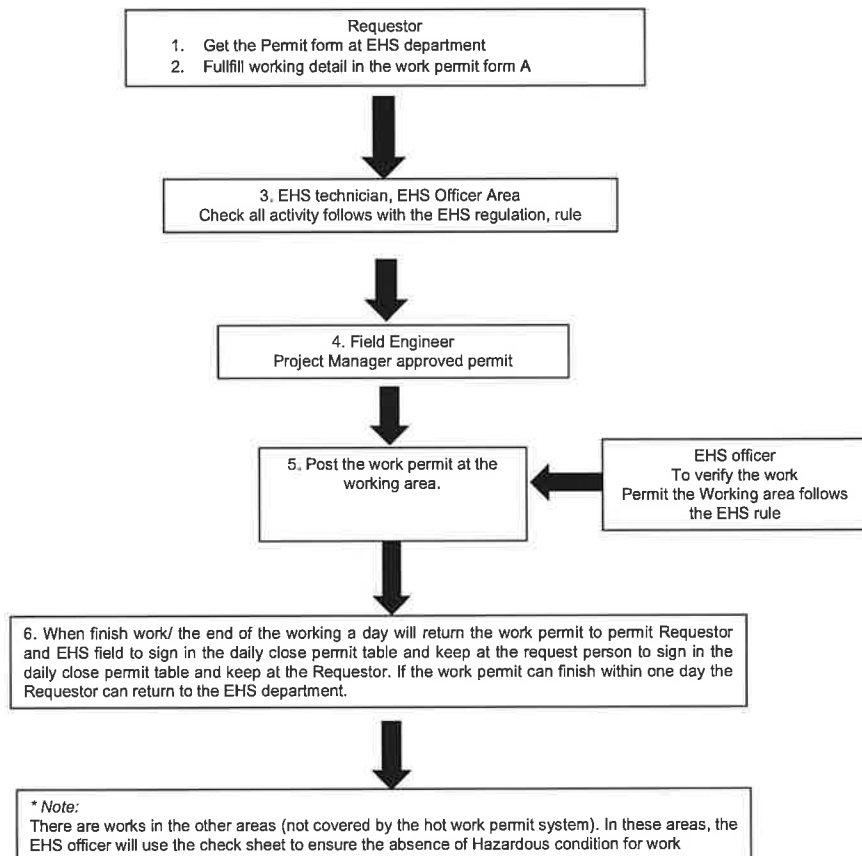 Requestor
1. Get the Permit form at EHS department
2. Fullfill working detail in the work permit form A
3. EHS technician, EHS Officer Area
Check all activity follows with the EHS regulation, rule
4. Field Engineer
Project Manager approved permit
5. Post the work permit at the
working area.
EHS officer
To verify the work
Permit the Working area follows
the EHS rule
6. When finish work/ the end of the working a day will return the work permit to permit Requestor
and EHS field to sign in the daily close permit table and keep at the request person to sign in the
daily close permit table and keep at the Requestor. If the work permit can finish within one day the
Requestor can return to the EHS department.
* Note:
There are works in the other areas (not covered by the hot work permit system). In these areas, the
EHS officer will use the check sheet to ensure the absence of Hazardous condition for work